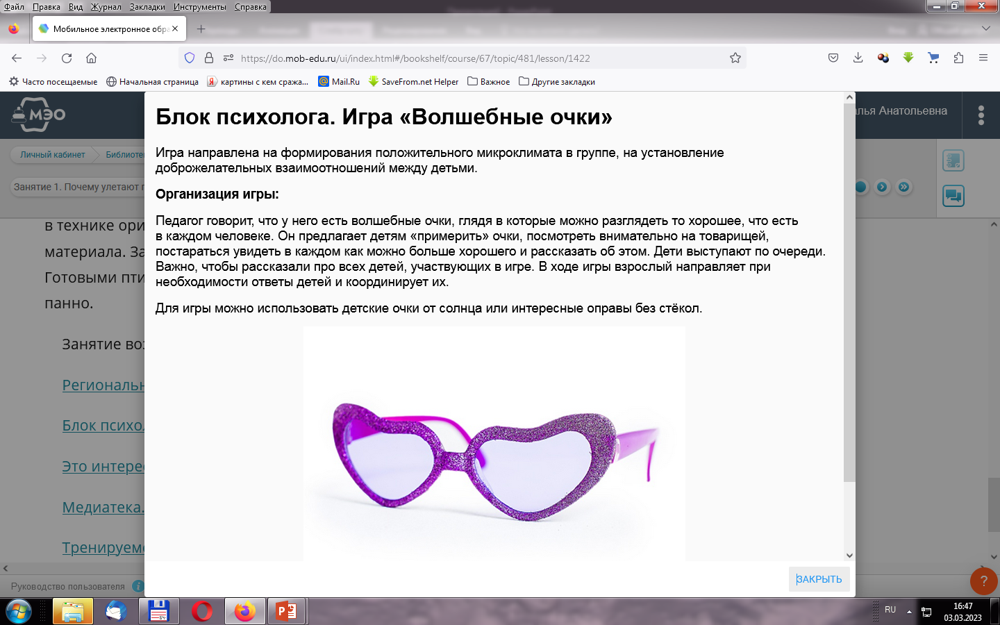 Файл Правка Вид Журнал Закладки Инструменты Справка
Мобильное электронное обра
https://do.mob-edu.ru/ui/index.html#/bookshelf/course/67/topic/481/lesson/1422
Часто посещаемые Начальная страница картины с кем сража... Mail.Ru SaveFrom.net Helper Важное Другие закладки
МЭО
алья Анатольевна
Личный кабинет Библиоте
Занятие 1. Почему улетают п
в технике ори
материала. За
Готовыми пти
панно.
Занятие воз
Региональн
Блок психол
Это интерес
Медиатека.
Тренируемс
Блок психолога. Игра «Волшебные очки»
Игра направлена на формирования положительного микроклимата в группе, на установление
доброжелательных взаимоотношений между детьми.
Организация игры:
Педагог говорит, что у него есть волшебные очки, глядя в которые можно разглядеть то хорошее, что есть
в каждом человеке. Он предлагает детям «примерить» очки, посмотреть внимательно на товарищей,
постараться увидеть в каждом как можно больше хорошего и рассказать об этом. Дети выступают по очереди.
Важно, чтобы рассказали про всех детей, участвующих в игре. В ходе игры взрослый направляет при
необходимости ответы детей и координирует их.
Для игры можно использовать детские очки от солнца или интересные оправы без стёкол.
ЗАКРЫТЬ
Руководство пользователя i
?
64
RU
16:47
03.03.2023